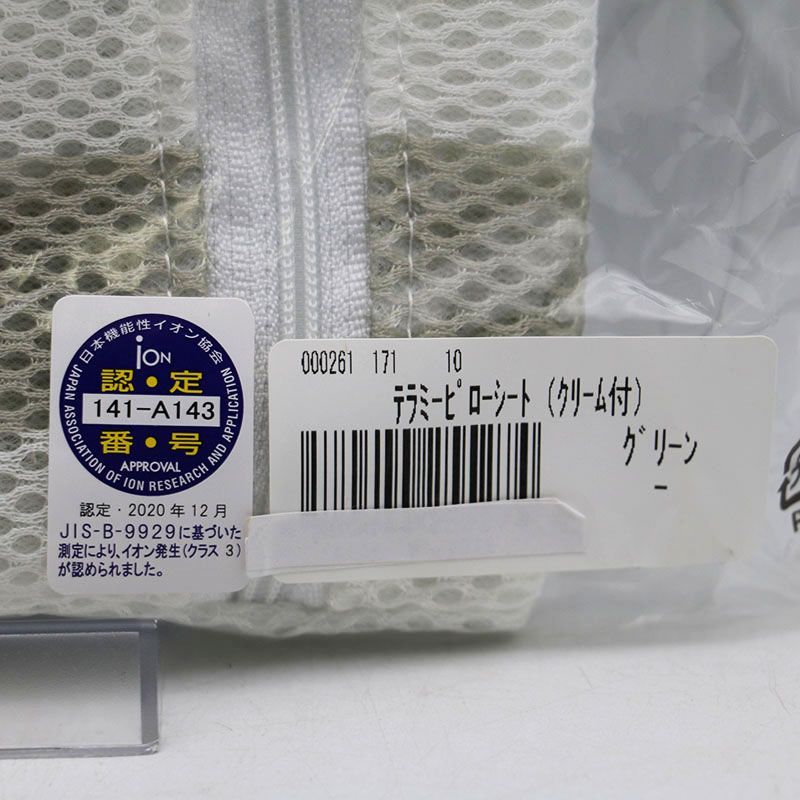 日本機能性イオン協会
iON
認・定
141-A143
番・号
APPROVAL
JAPAN ASSOCIATION OF ION RESEARCH AND APPLICATION
認定・2020年12月
JIS-B-9929に基づいた
測定により、イオン発生(クラス 3)
が認められました。
000261 171 10
ﾃﾗﾐｰﾋﾟﾛｰｼｰﾄ (ｸﾘｰﾑ付)
ｸﾞﾘｰﾝ
-